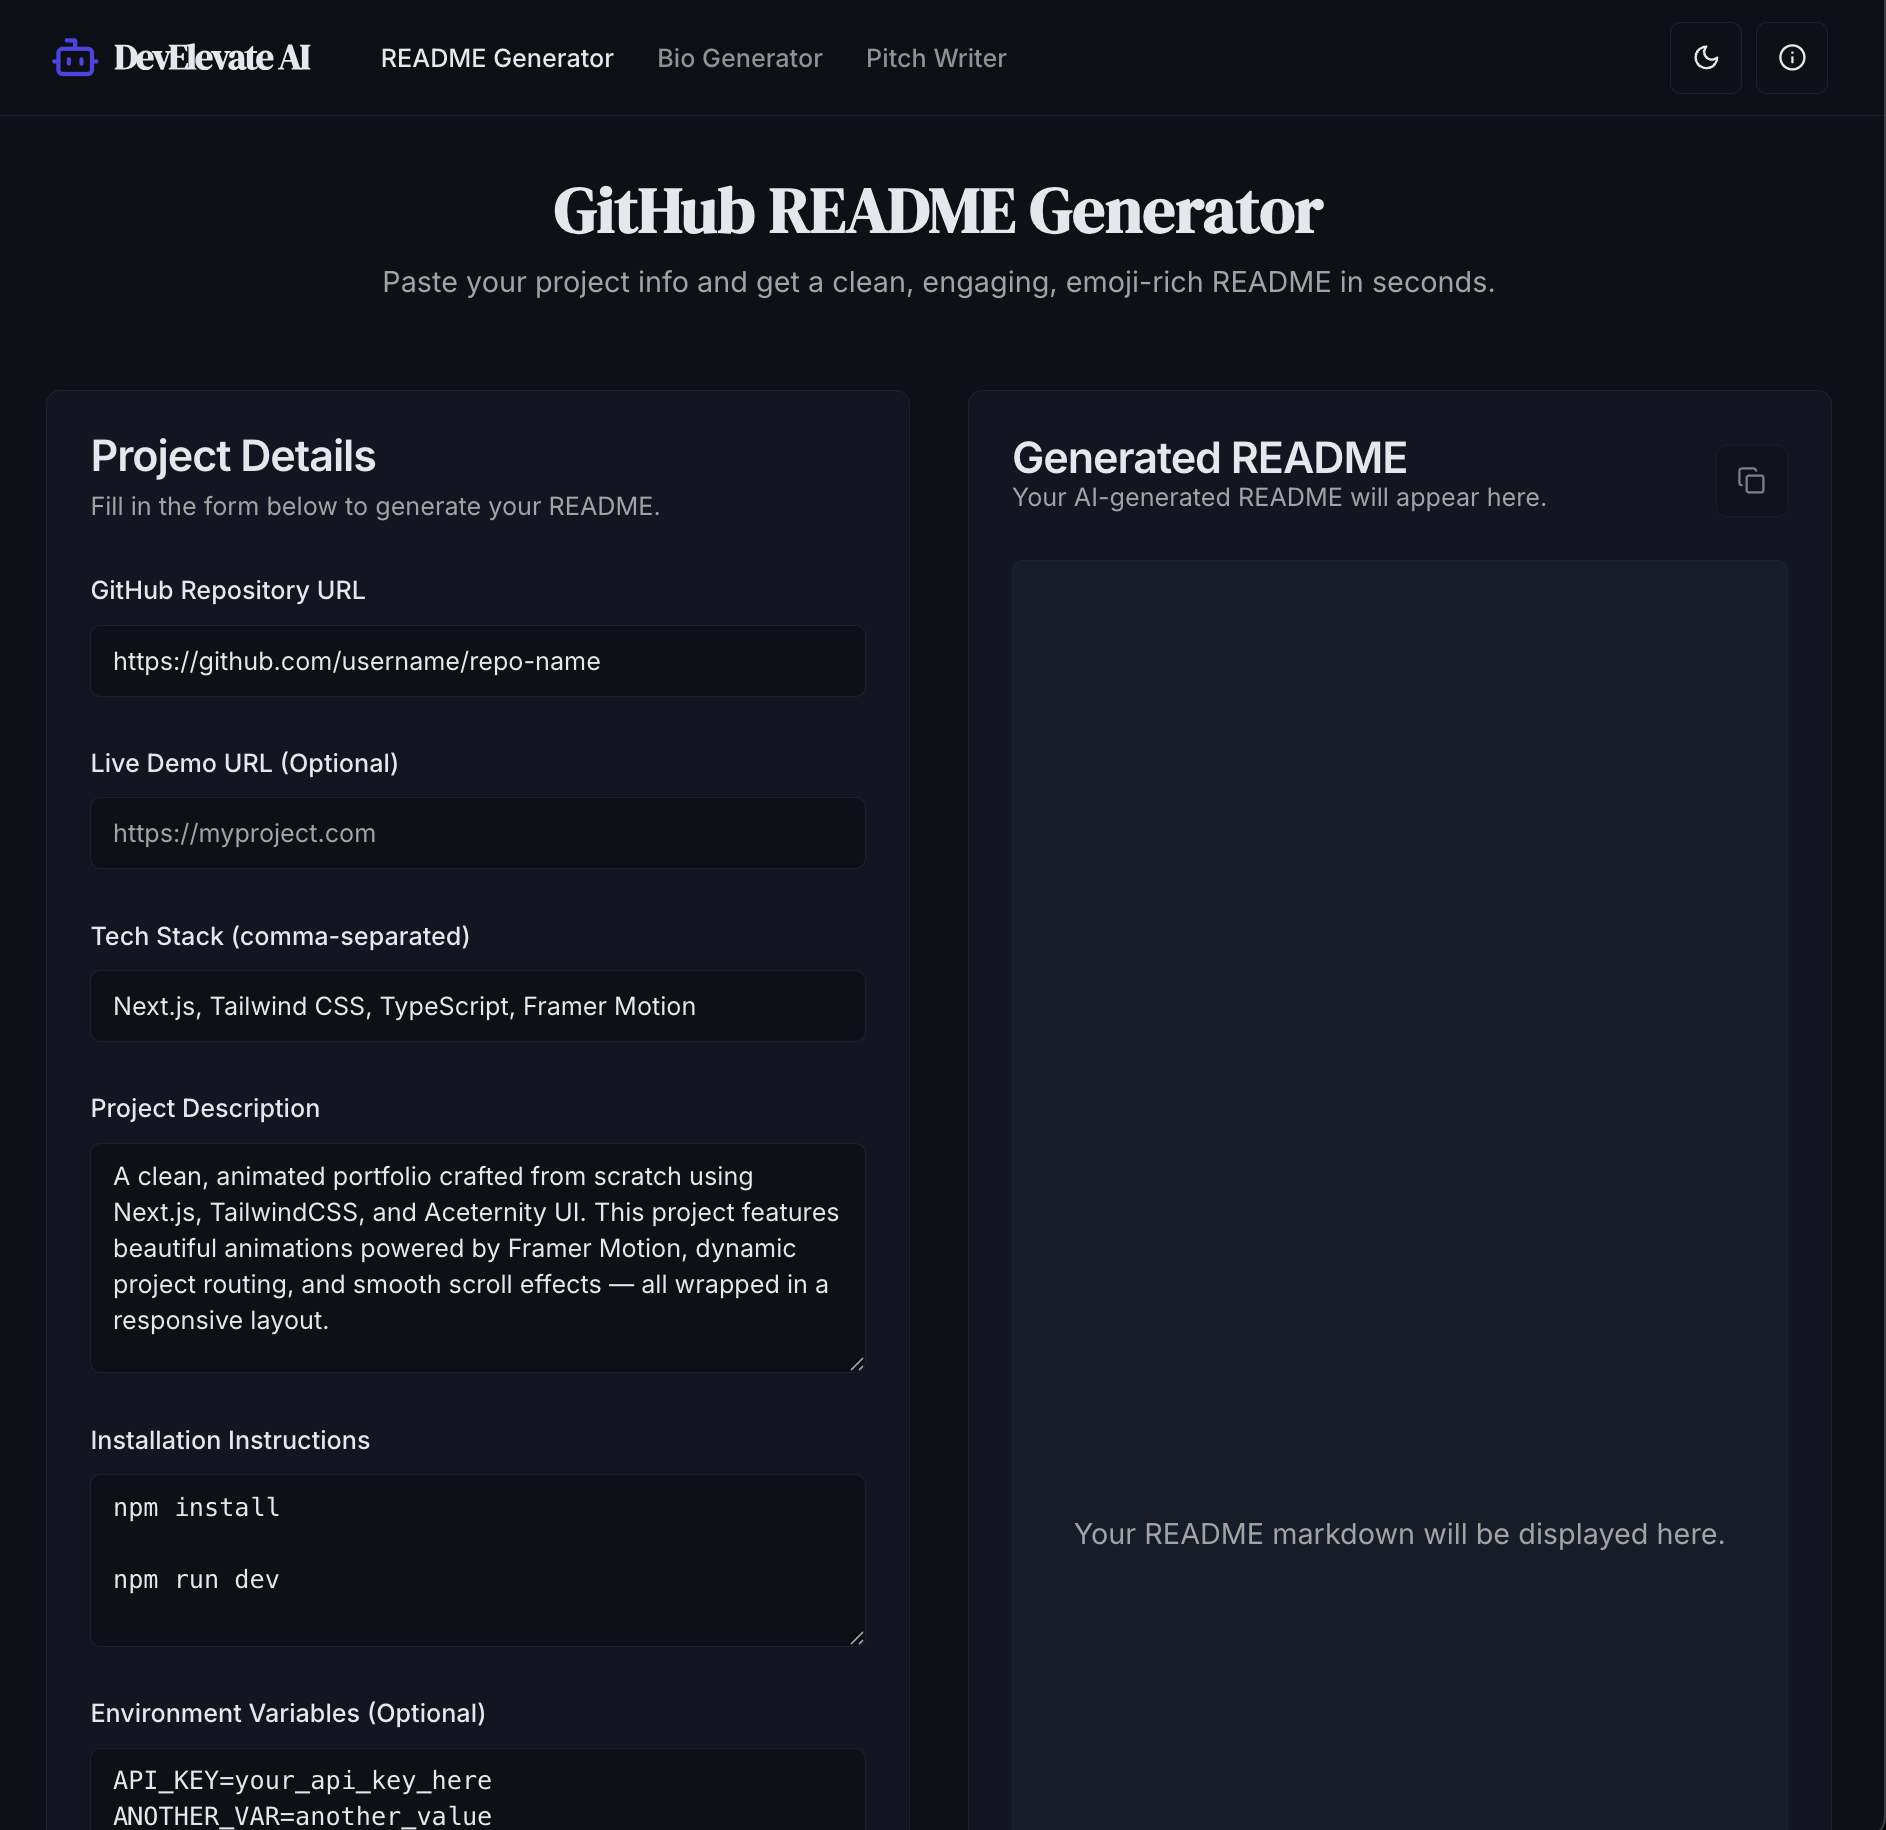 DevElevate AI
README Generator
Bio Generator
Pitch Writer
GitHub README Generator
Paste your project info and get a clean, engaging, emoji-rich README in seconds.
Project Details
Fill in the form below to generate your README.
GitHub Repository URL
https://github.com/username/repo-name
Live Demo URL (Optional)
https://myproject.com
Tech Stack (comma-separated)
Next.js, Tailwind CSS, TypeScript, Framer Motion
Project Description
A clean, animated portfolio crafted from scratch using
Next.js, TailwindCSS, and Aceternity UI. This project features
beautiful animations powered by Framer Motion, dynamic
project routing, and smooth scroll effects — all wrapped in a
responsive layout.
Installation Instructions
npm install
npm run dev
Environment Variables (Optional)
API_KEY=your_api_key_here
ANOTHER_VAR=another_value
Generated README
Your AI-generated README will appear here.
Your README markdown will be displayed here.